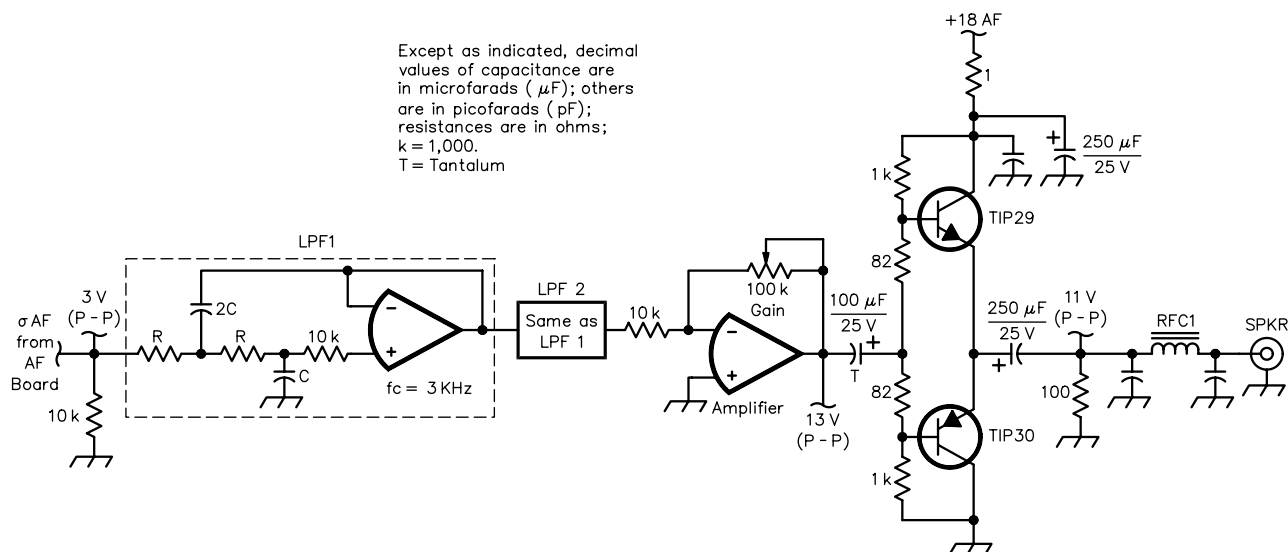 +18 AF
1
Except as indicated, decimal
values of capacitance are
in microfarads ( µF); others
are in picofarads ( pF);
resistances are in ohms;
k = 1,000.
T = Tantalum
+
250 µF
25 V
1 k
TIP29
LPF1
82
3 V
(P - P)
2C
LPF 2
100 k
Gain
σ AF
from
AF
Board
R
R
10 k
−
+
C
fc = 3 KHz
Same as
LPF 1
10 k
−
+
Amplifier
100 µF
25 V
+
T
13 V
(P - P)
250 µF
25 V
+
11 V
(P - P)
RFC1
SPKR
10 k
82
100
TIP30
1 k